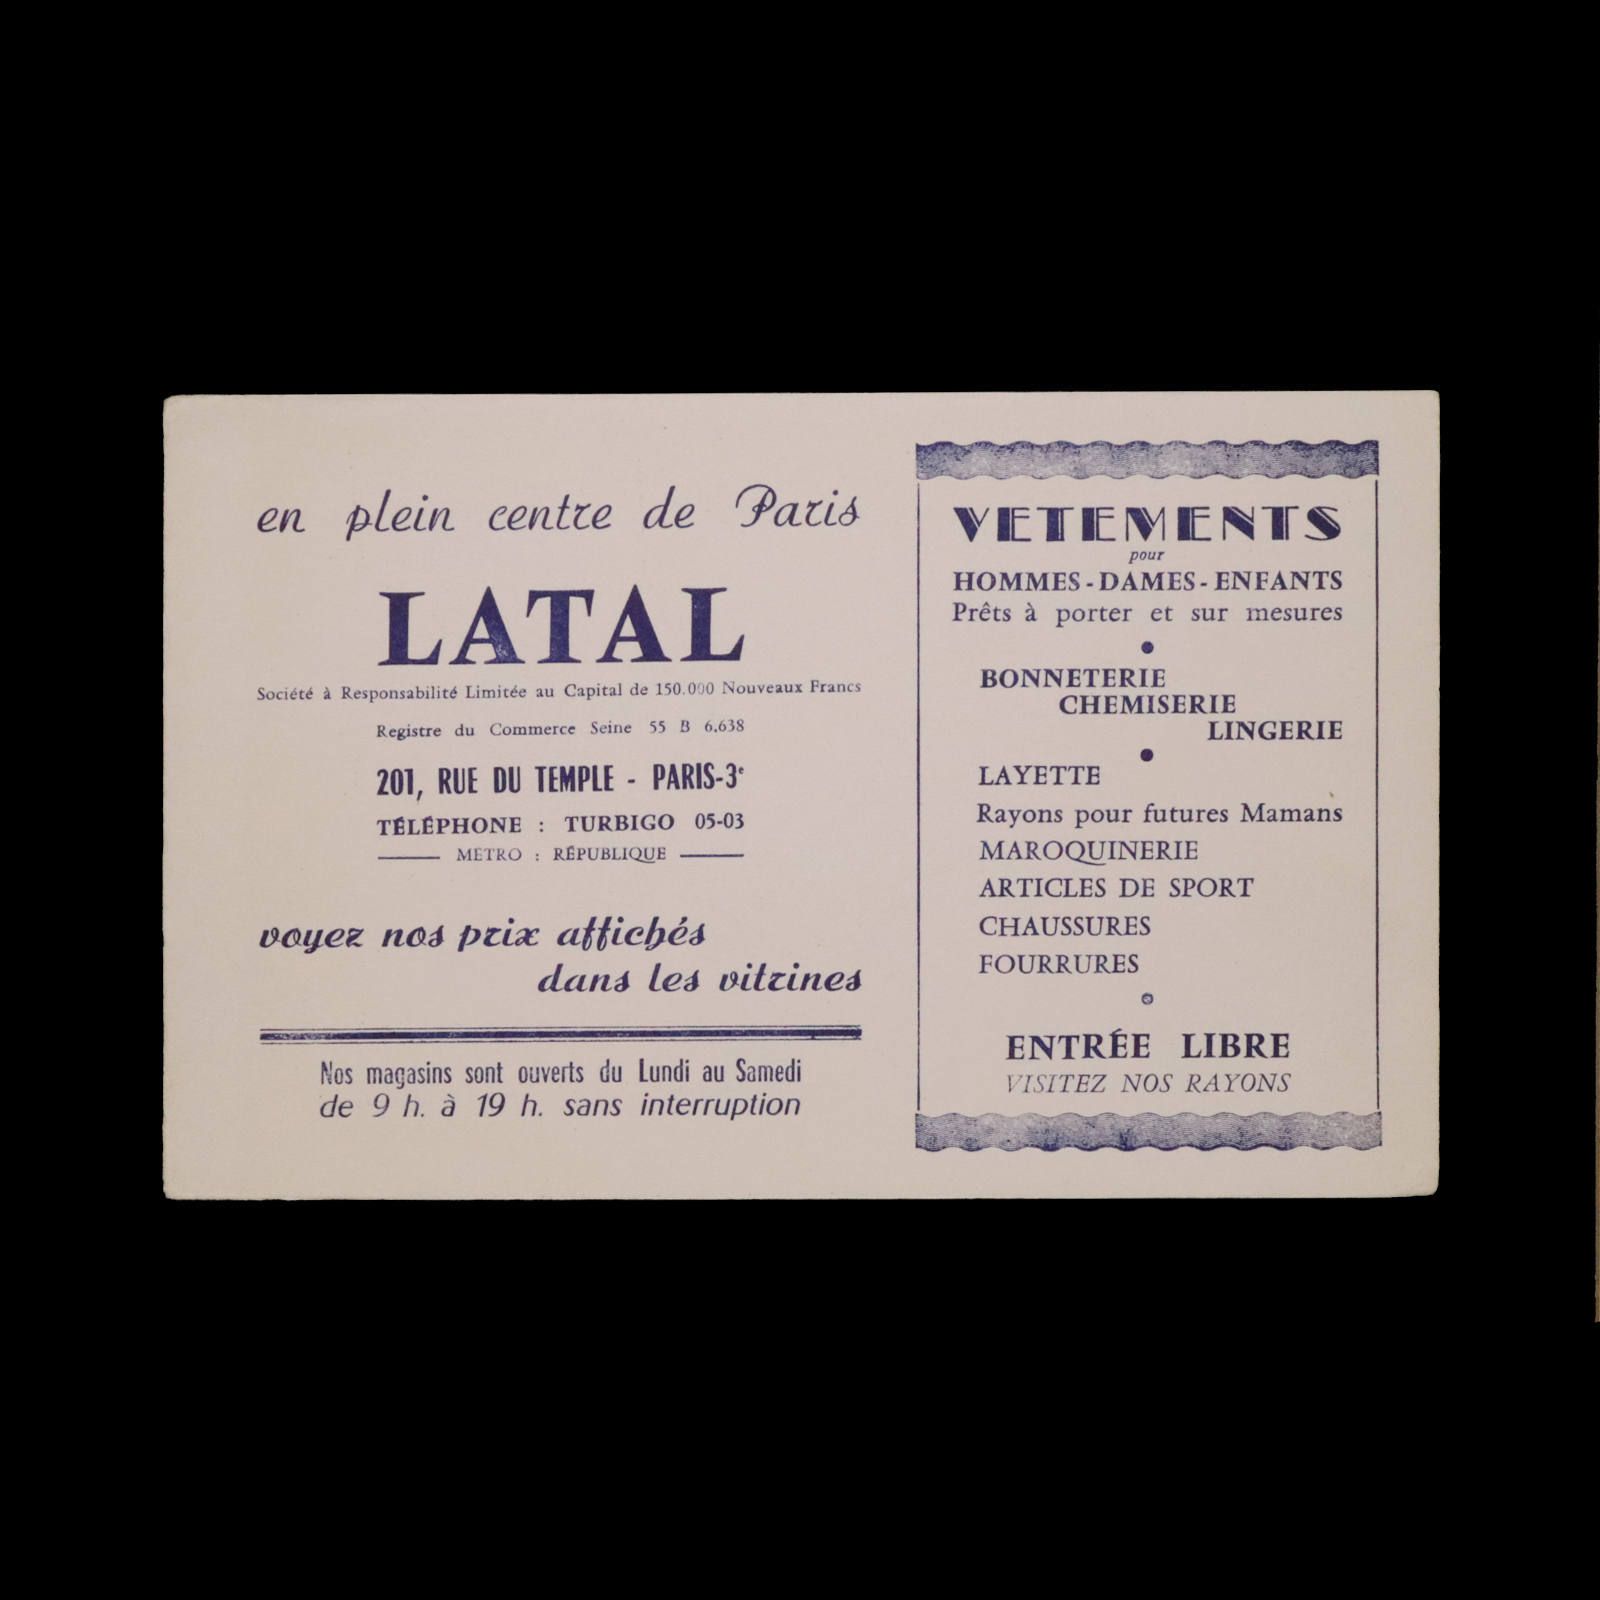 en plein centre de Paris
LATAL
Société à Responsabilité Limitée au Capital de 150.000 Nouveaux Francs
Registre du Commerce Seine 55 B 6.638
201, RUE DU TEMPLE - PARIS-3e
TÉLÉPHONE : TURBIGO 05-03
METRO : RÉPUBLIQUE
voyez nos prix affichés
dans les vitrines
Nos magasins sont ouverts du Lundi au Samedi
de 9 h. à 19 h. sans interruption
VETEMENTS
pour
HOMMES - DAMES - ENFANTS
Prêts à porter et sur mesures
BONNETERIE
CHEMISERIE
LINGERIE
LAYETTE
Rayons pour futures Mamans
MAROQUINERIE
ARTICLES DE SPORT
CHAUSSURES
FOURRURES
ENTRÉE LIBRE
VISITEZ NOS RAYONS